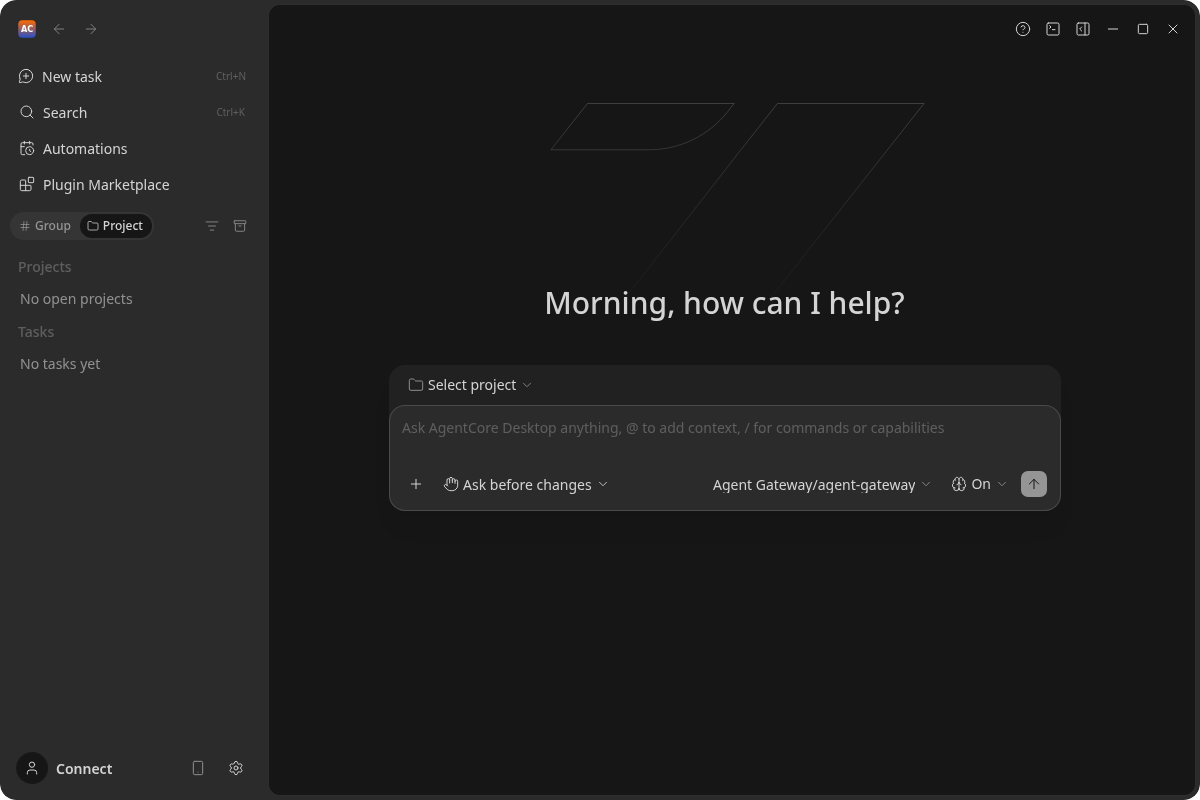 AC
New task Ctrl+N
Search Ctrl+K
Automations
Plugin Marketplace
Group Project
Projects
No open projects
Tasks
No tasks yet
Connect
Morning, how can I help?
Select project
Ask AgentCore Desktop anything, @ to add context, / for commands or capabilities
Ask before changes Agent Gateway/agent-gateway On